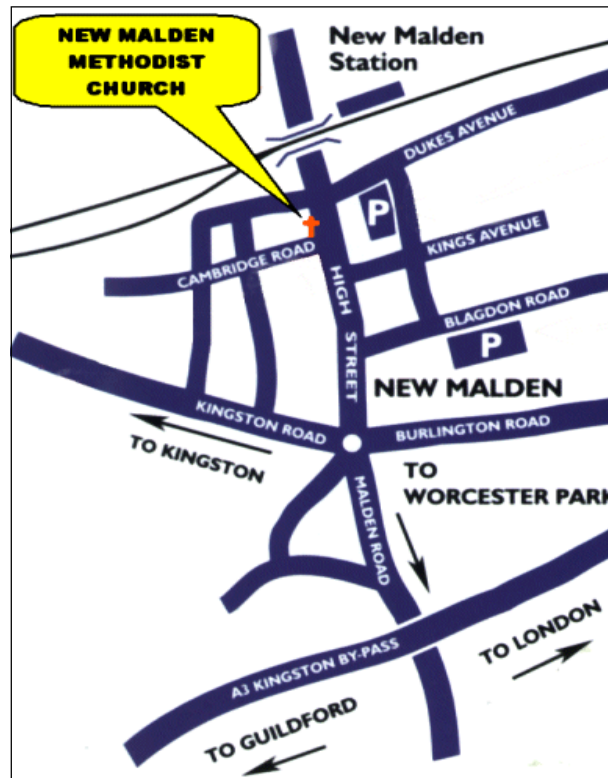 NEW MALDEN
METHODIST
CHURCH
New Malden
Station
DUKES AVENUE
P
KINGS AVENUE
CAMBRIDGE ROAD
HIGH STREET
BLAGDON ROAD
P
NEW MALDEN
KINGSTON ROAD
BURLINGTON ROAD
TO KINGSTON
TO
WORCESTER PARK
MALDEN ROAD
A3 KINGSTON BY-PASS
TO LONDON
TO GUILDFORD